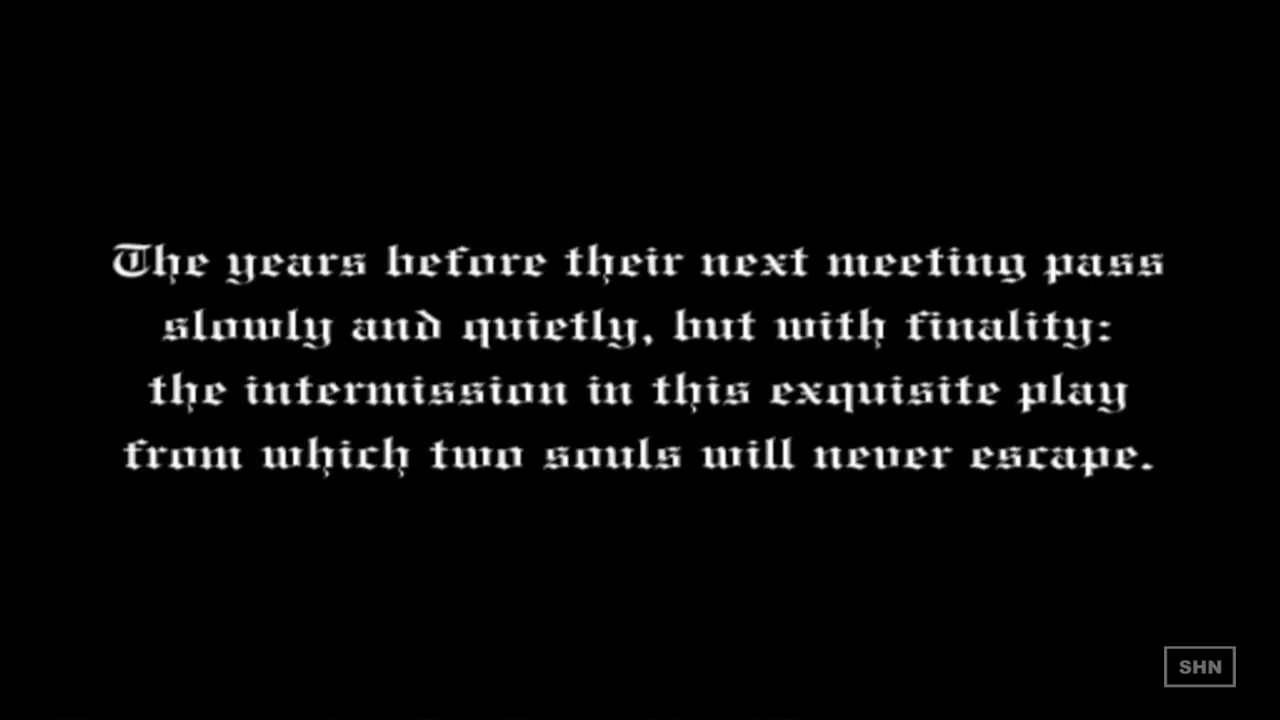 The years before their next meeting pass
slowly and quietly, but with finality:
the intermission in this exquisite play
from which two souls will never escape.
SHN